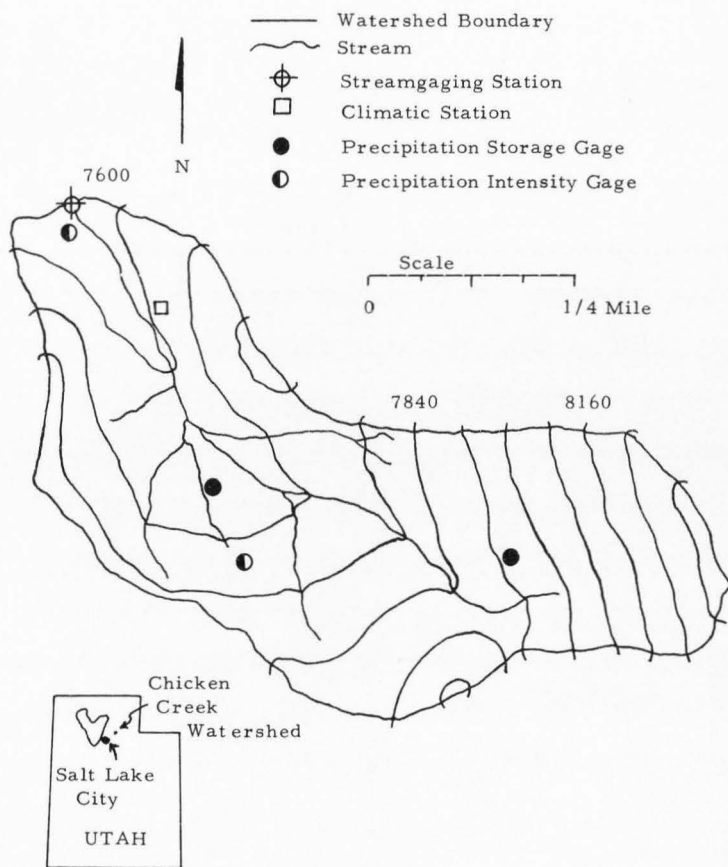 Watershed Boundary
Stream
Streamgaging Station
Climatic Station
Precipitation Storage Gage
Precipitation Intensity Gage
N
7600
Scale
0 1/4 Mile
7840 8160
Chicken
Creek
Watershed
Salt Lake
City
UTAH